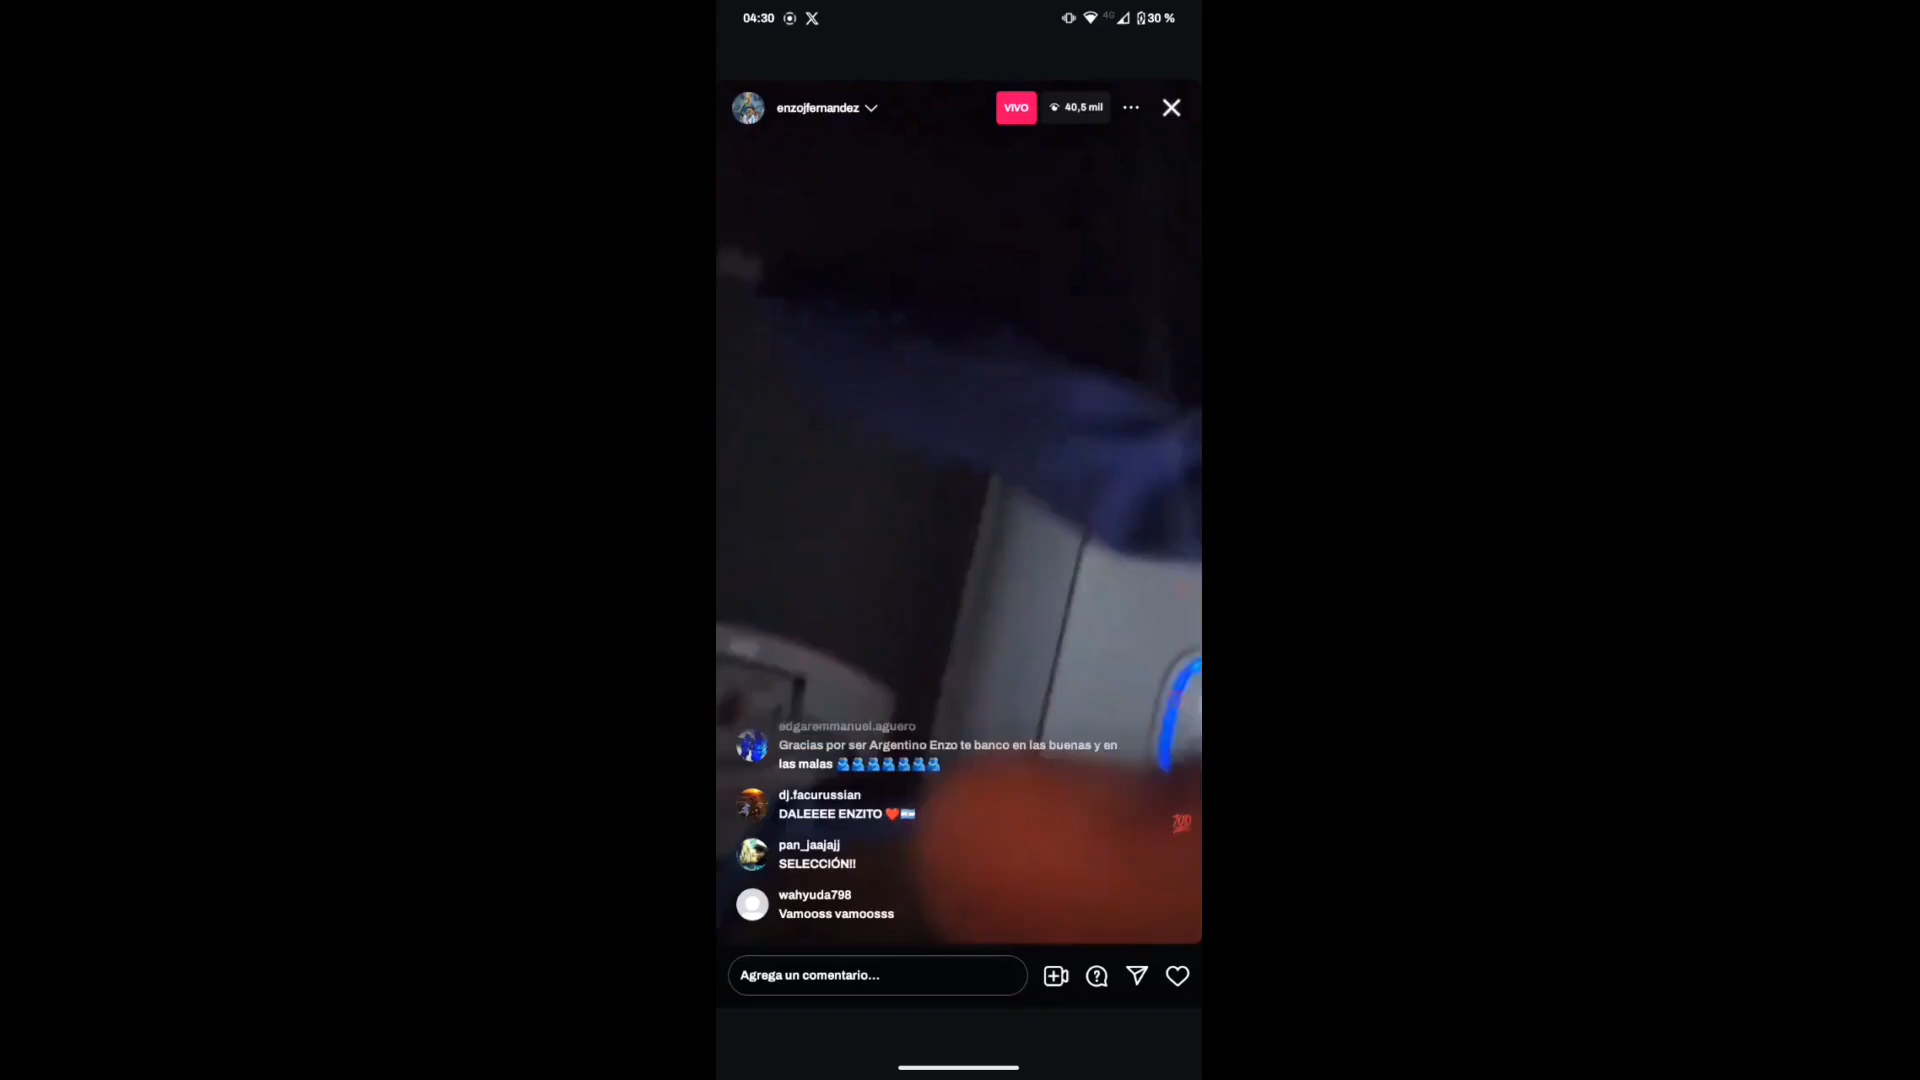 04:30
4G
30 %
enzojfernandez
VIVO
40,5 mil
edgaremmanuel.aguero
Gracias por ser Argentino Enzo te banco en las buenas y en
las malas 🫂🫂🫂🫂🫂🫂🫂
dj.facurussian
DALEEEE ENZITO ❤️🇦🇷
💯
pan_jaajajj
SELECCIÓN!!
wahyuda798
Vamooss vamoosss
Agrega un comentario...